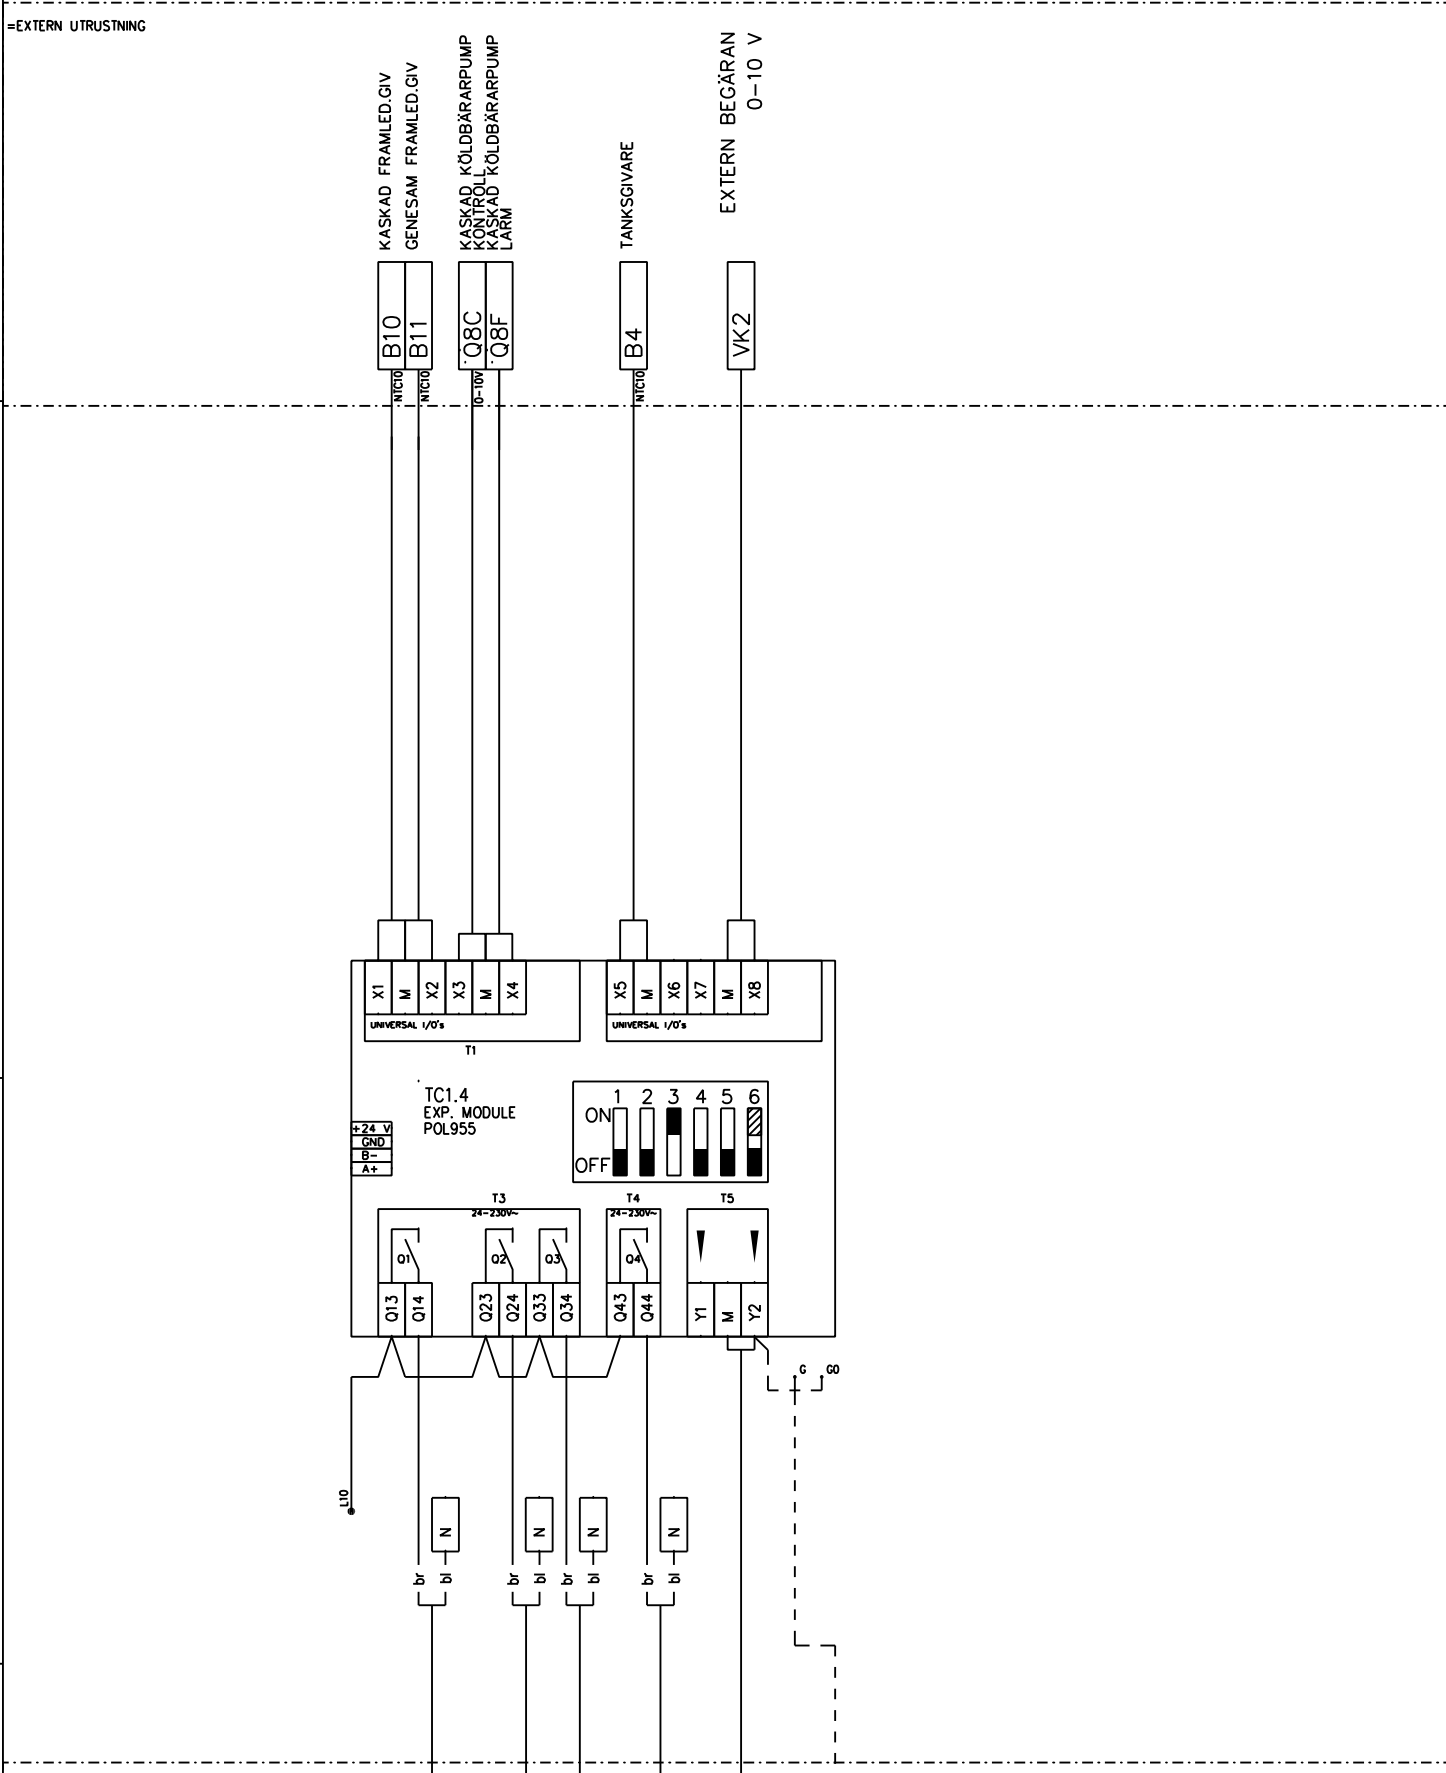 =EXTERN UTRUSTNING
KASKAD FRAMLED.GIV
GENESAM FRAMLED.GIV
KASKAD KÖLDBÄRARPUMP
KONTROLL
KASKAD KÖLDBÄRARPUMP
LARM
TANKSGIVARE
EXTERN BEGÄRAN
0-10 V
B10
B11
Q8C
Q8F
B4
VK2
NTC10
NTC10
0-10V
NTC10
X1
M
X2
X3
M
X4
X5
M
X6
X7
M
X8
UNIVERSAL I/O's
UNIVERSAL I/O's
T1
TC1.4
EXP. MODULE
POL955
1 2 3 4 5 6
ON
OFF
+24 V
GND
B-
A+
T3
T4
T5
24-230V~
24-230V~
Q1
Q2
Q3
Q4
Q13
Q14
Q23
Q24
Q33
Q34
Q43
Q44
Y1
M
Y2
G
G0
L10
N
N
N
N
br
bl
br
bl
br
bl
br
bl